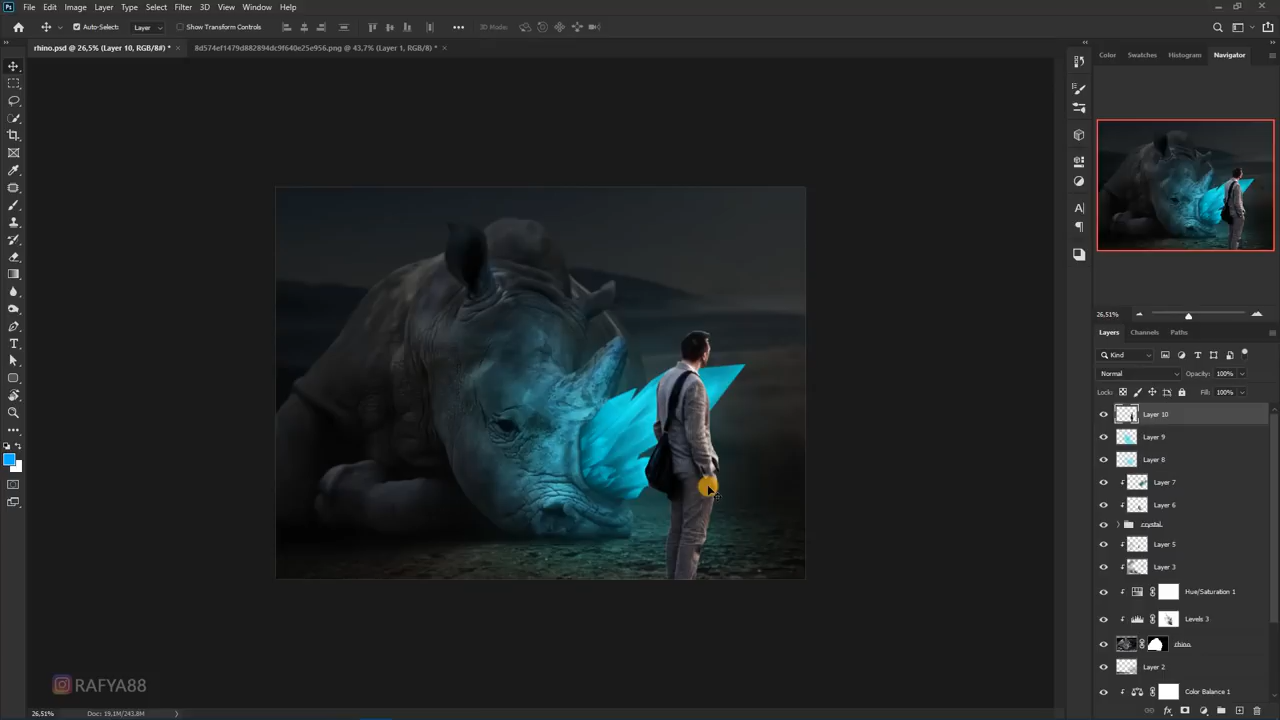 Ps File Edit Image Layer Type Select Filter 3D View Window Help
Auto-Select: Layer Show Transform Controls 3D Mode:
rhino.psd @ 26,5% (Layer 10, RGB/8#) * × 8d574ef1479d882894dc9f640e25e956.png @ 43,7% (Layer 1, RGB/8) * ×
Color Swatches Histogram Navigator
26,51%
Layers Channels Paths
Kind
Normal Opacity: 100%
Lock: Fill: 100%
Layer 10
Layer 9
Layer 8
Layer 7
Layer 6
crystal
Layer 5
Layer 3
Hue/Saturation 1
Levels 3
rhino
Layer 2
Color Balance 1
RAFYA88
26,51% Doc: 19,1M/243,8M